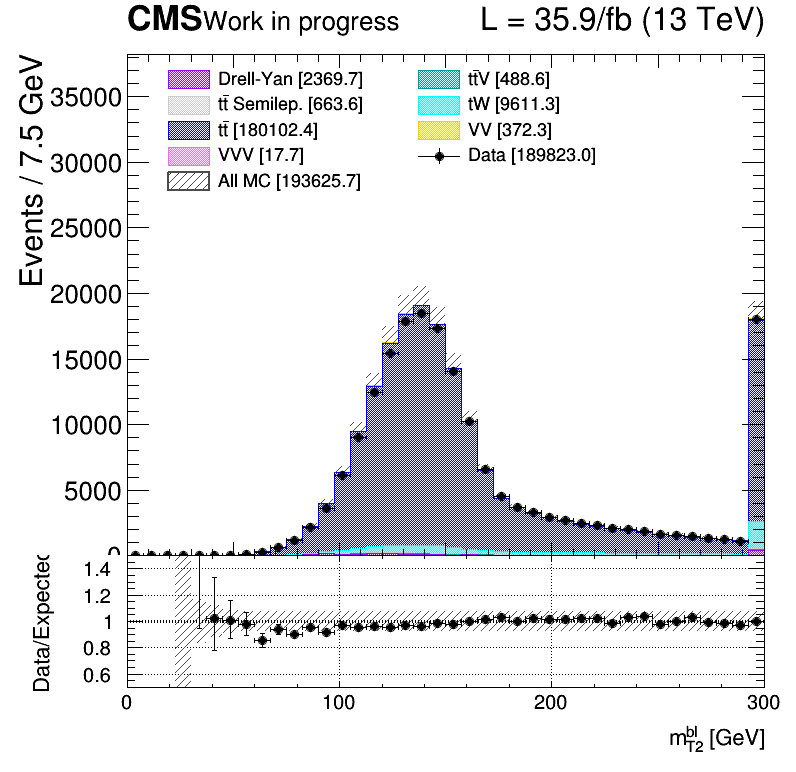 CMS Work in progress L = 35.9/fb (13 TeV)
Events / 7.5 GeV
35000
30000
25000
20000
15000
10000
5000
0
Drell-Yan [2369.7]
tt̄ Semilep. [663.6]
tt̄ [180102.4]
VVV [17.7]
All MC [193625.7]
tt̄V [488.6]
tW [9611.3]
VV [372.3]
Data [189823.0]
Data/Expected
1.4
1.2
1
0.8
0.6
0 100 200 300
m_{T2}^{bl} [GeV]